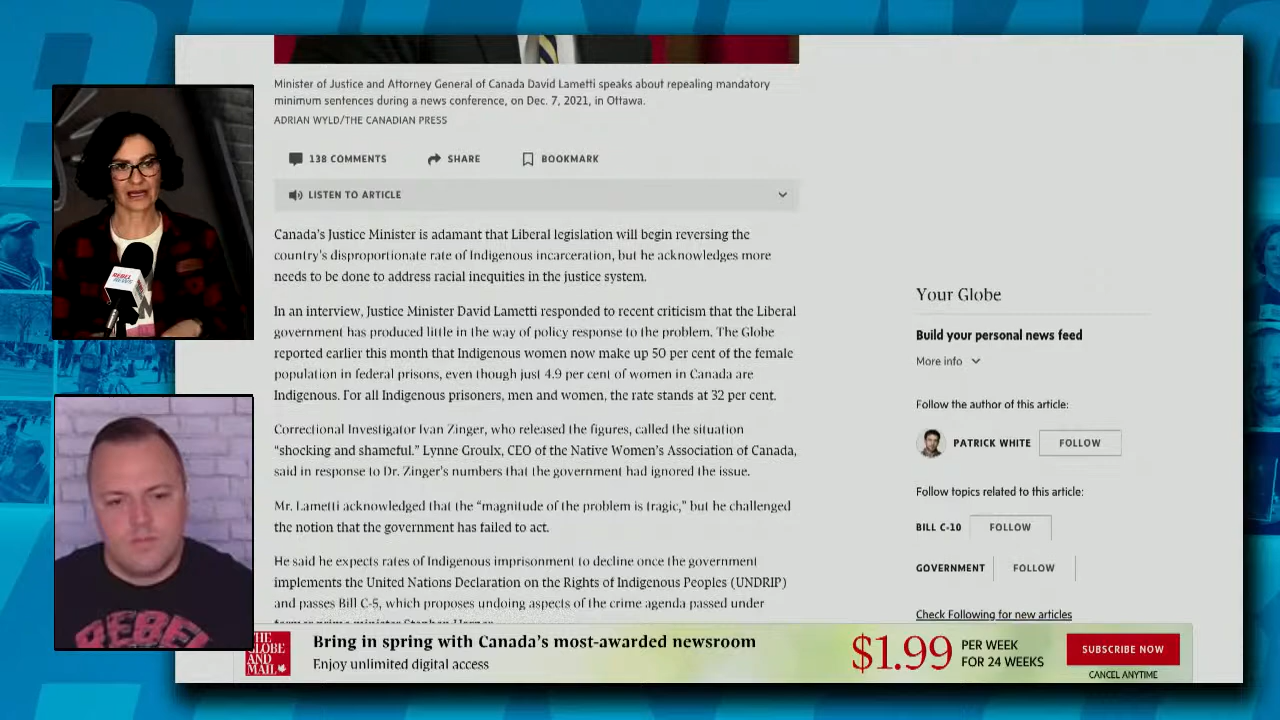 Minister of Justice and Attorney General of Canada David Lametti speaks about repealing mandatory
minimum sentences during a news conference, on Dec. 7, 2021, in Ottawa.
ADRIAN WYLD/THE CANADIAN PRESS
138 COMMENTS
SHARE
BOOKMARK
LISTEN TO ARTICLE
Canada's Justice Minister is adamant that Liberal legislation will begin reversing the
country's disproportionate rate of Indigenous incarceration, but he acknowledges more
needs to be done to address racial inequities in the justice system.
In an interview, Justice Minister David Lametti responded to recent criticism that the Liberal
government has produced little in the way of policy response to the problem. The Globe
reported earlier this month that Indigenous women now make up 50 per cent of the female
population in federal prisons, even though just 4.9 per cent of women in Canada are
Indigenous. For all Indigenous prisoners, men and women, the rate stands at 32 per cent.
Correctional Investigator Ivan Zinger, who released the figures, called the situation
“shocking and shameful.” Lynne Groulx, CEO of the Native Women's Association of Canada,
said in response to Dr. Zinger's numbers that the government had ignored the issue.
Mr. Lametti acknowledged that the “magnitude of the problem is tragic,” but he challenged
the notion that the government has failed to act.
He said he expects rates of Indigenous imprisonment to decline once the government
implements the United Nations Declaration on the Rights of Indigenous Peoples (UNDRIP)
and passes Bill C-5, which proposes undoing aspects of the crime agenda passed under
former prime minister Stephen Harper.
Your Globe
Build your personal news feed
More info
Follow the author of this article:
PATRICK WHITE
FOLLOW
Follow topics related to this article:
BILL C-10
FOLLOW
GOVERNMENT
FOLLOW
Check Following for new articles
THE
GLOBE
AND
MAIL
Bring in spring with Canada's most-awarded newsroom
Enjoy unlimited digital access
$1.99
PER WEEK
FOR 24 WEEKS
SUBSCRIBE NOW
CANCEL ANYTIME
REBEL
NEWS
REBEL